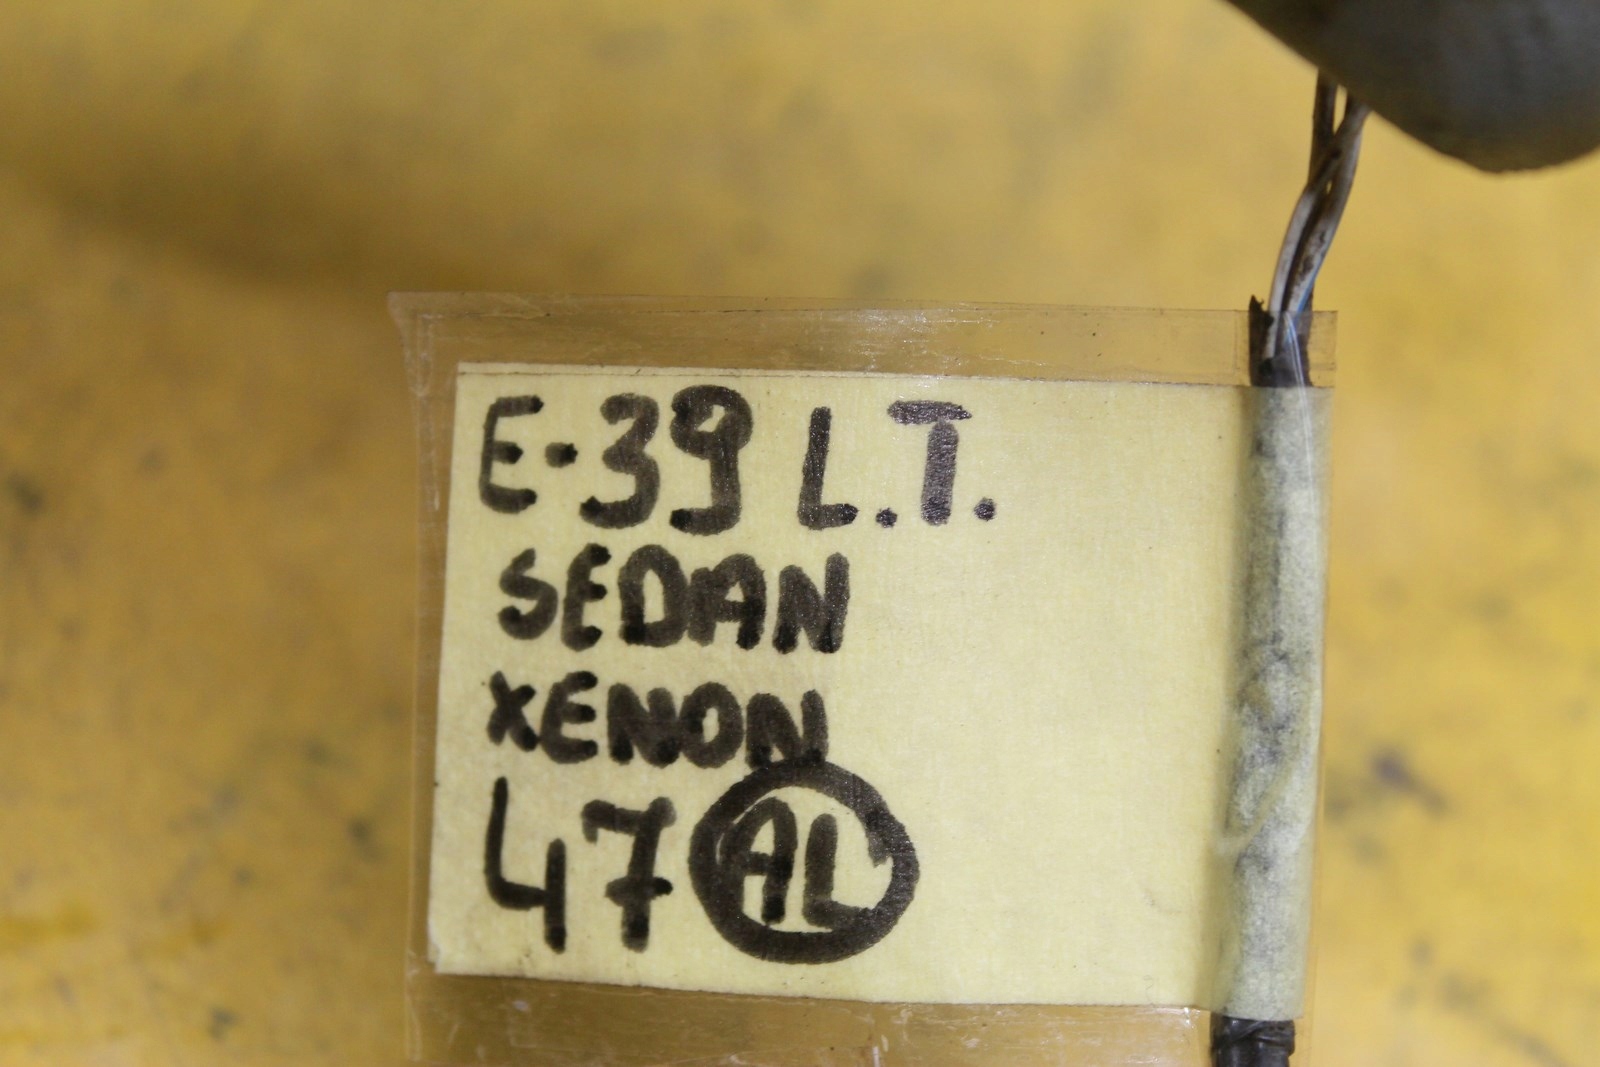 E-39 L.T.
SEDAN
XENON
47 AL